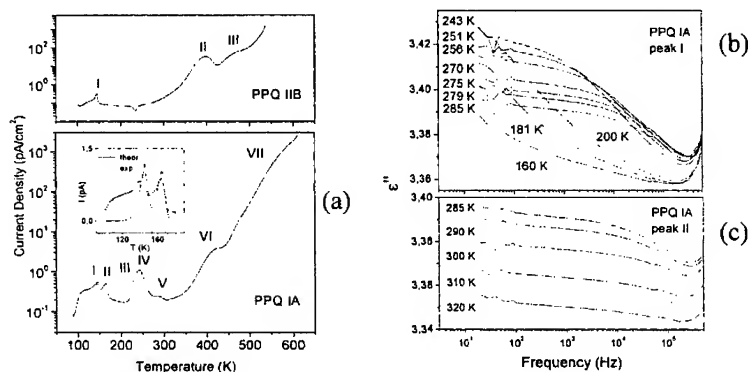 10²
PPQ IIB
II
III
I
10⁰
Current Density (pA/cm²)
10³
1,5
theor
exp
I (pA)
0,0
120 160
T (K)
VII
10²
10¹
VI
10⁰
I II III IV
V
10⁻¹
PPQ IA
0 100 200 300 400 500 600 700
Temperature (K)
(a)
243 K
251 K
256 K
270 K
275 K
279 K
285 K
181 K
200 K
160 K
PPQ IA
peak I
3,42
3,40
3,38
3,36
(b)
ε"
3,40
285 K
290 K
300 K
310 K
320 K
PPQ IA
peak II
3,38
3,34
(c)
10¹ 10² 10³ 10⁴ 10⁵
Frequency (Hz)